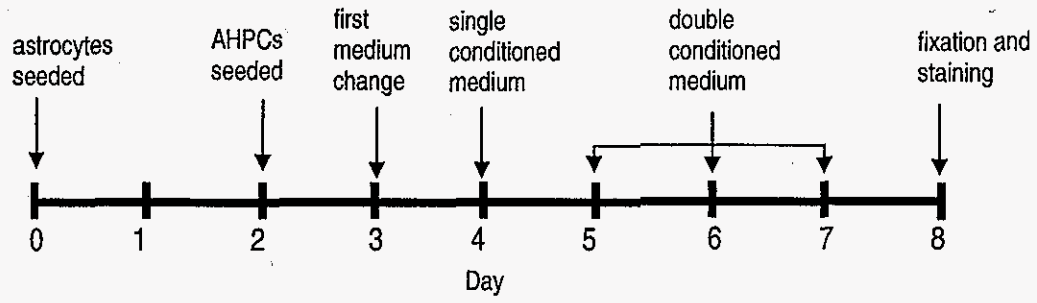 astrocytes
seeded
AHPCs
seeded
first
medium
change
single
conditioned
medium
double
conditioned
medium
fixation and
staining
0 1 2 3 4 5 6 7 8
Day